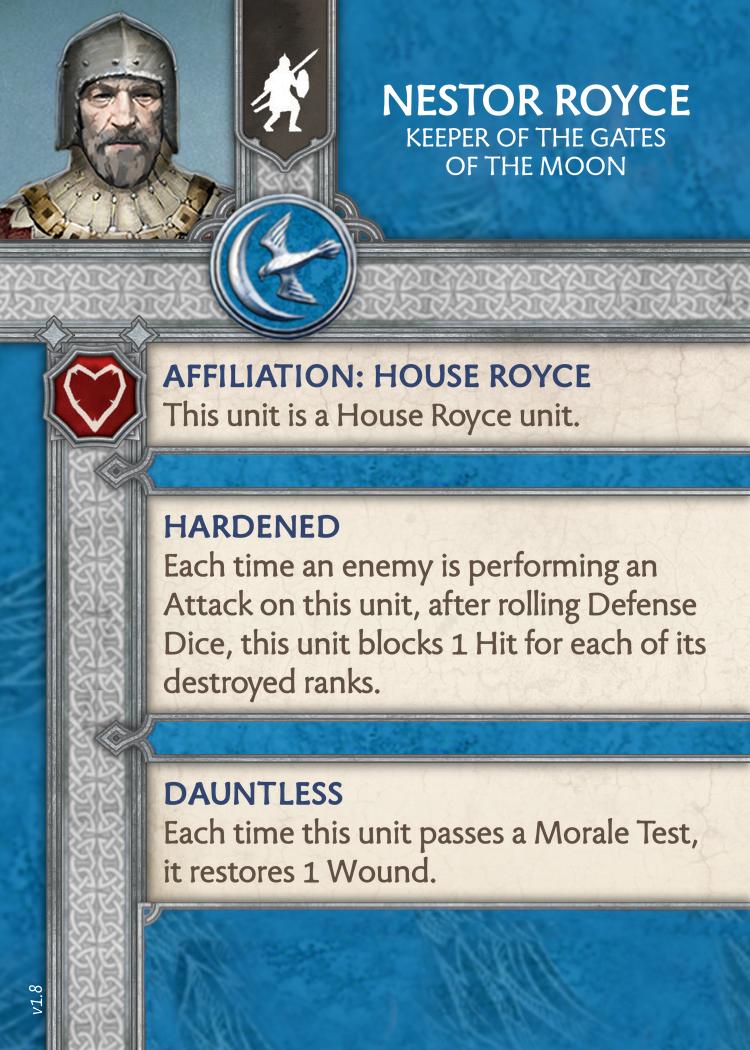 NESTOR ROYCE
KEEPER OF THE GATES
OF THE MOON
AFFILIATION: HOUSE ROYCE
This unit is a House Royce unit.
HARDENED
Each time an enemy is performing an
Attack on this unit, after rolling Defense
Dice, this unit blocks 1 Hit for each of its
destroyed ranks.
DAUNTLESS
Each time this unit passes a Morale Test,
it restores 1 Wound.
v1.8